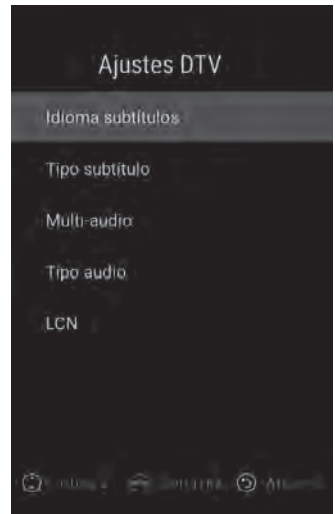 Ajustes DTV
Idioma subtítulos
Tipo subtítulo
Multi-audio
Tipo audio
LCN